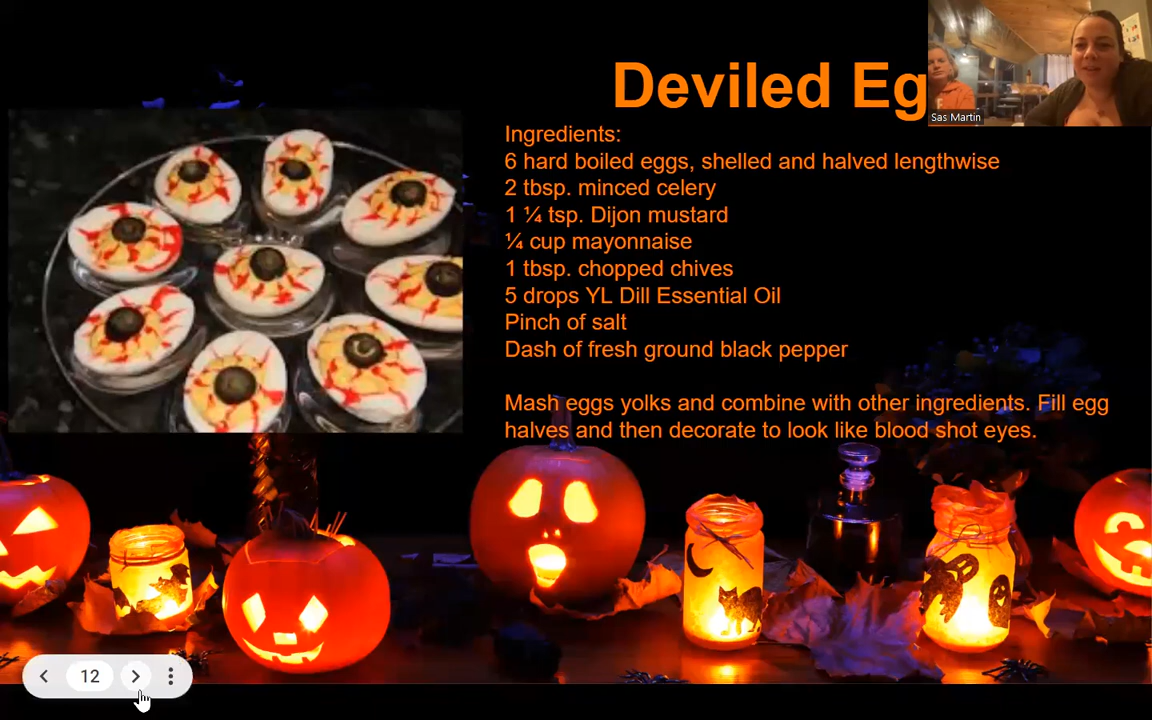 Deviled Eg
Sas Martin
Ingredients:
6 hard boiled eggs, shelled and halved lengthwise
2 tbsp. minced celery
1 ¼ tsp. Dijon mustard
¼ cup mayonnaise
1 tbsp. chopped chives
5 drops YL Dill Essential Oil
Pinch of salt
Dash of fresh ground black pepper
Mash eggs yolks and combine with other ingredients. Fill egg
halves and then decorate to look like blood shot eyes.
12